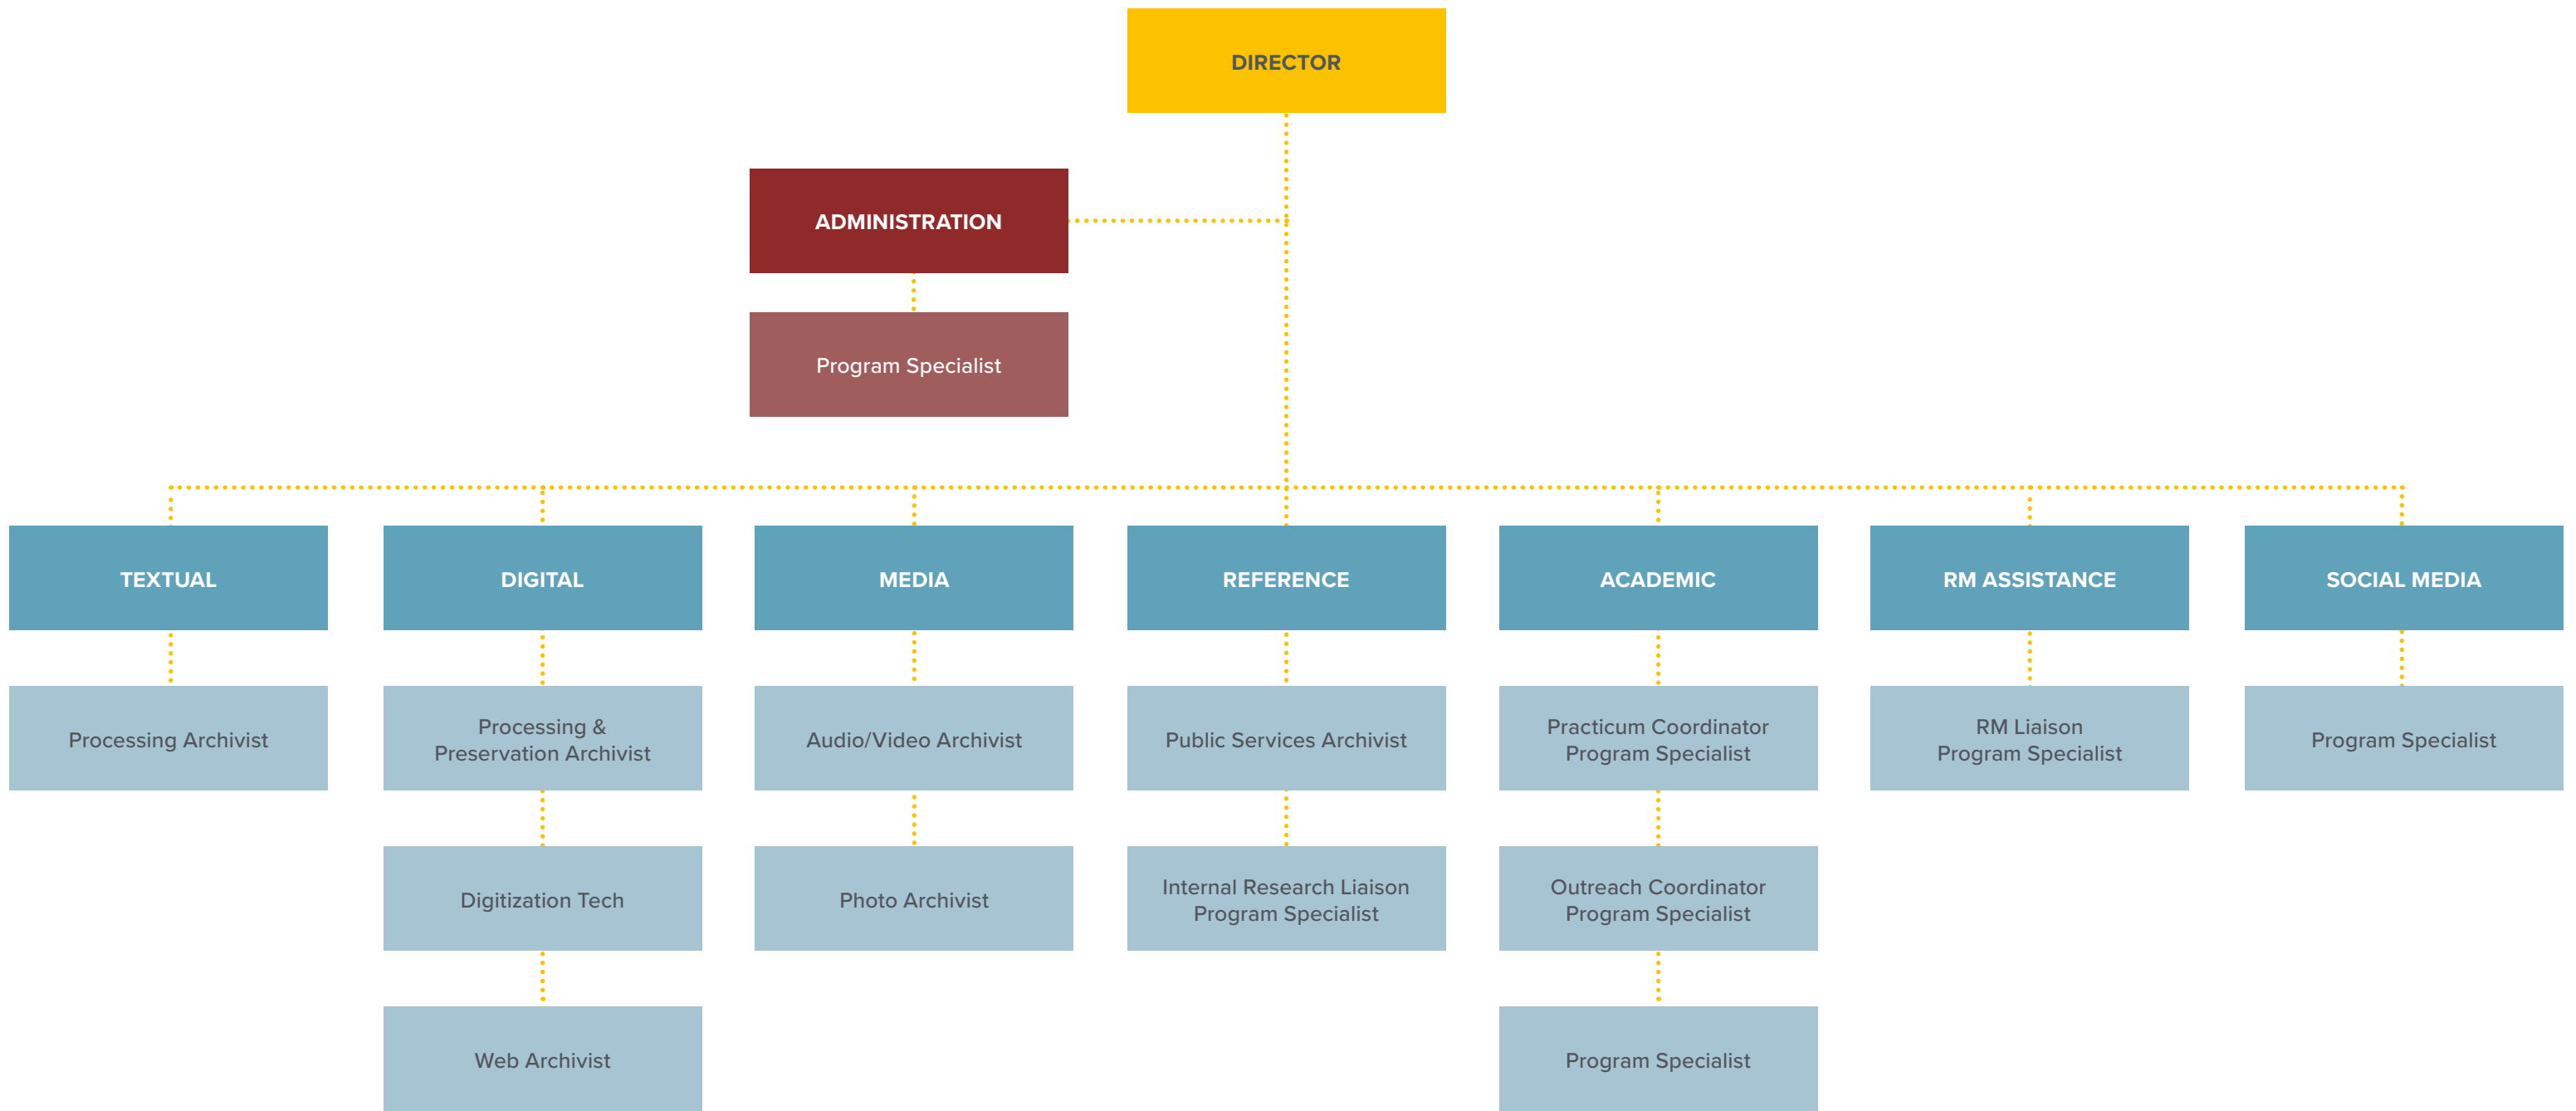 DIRECTOR
ADMINISTRATION
Program Specialist
TEXTUAL
DIGITAL
MEDIA
REFERENCE
ACADEMIC
RM ASSISTANCE
SOCIAL MEDIA
Processing Archivist
Processing &
Preservation Archivist
Audio/Video Archivist
Public Services Archivist
Practicum Coordinator
Program Specialist
RM Liaison
Program Specialist
Program Specialist
Digitization Tech
Photo Archivist
Internal Research Liaison
Program Specialist
Outreach Coordinator
Program Specialist
Web Archivist
Program Specialist